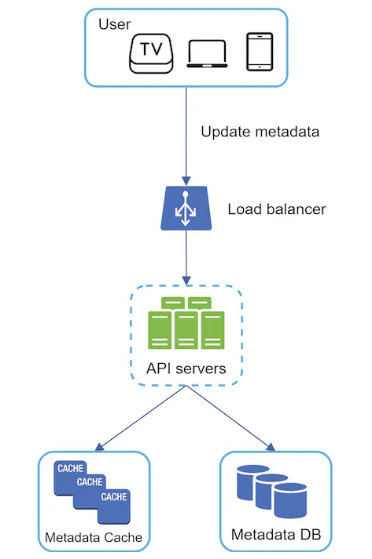 User
TV
Update metadata
Load balancer
API servers
CACHE
CACHE
CACHE
Metadata Cache
Metadata DB